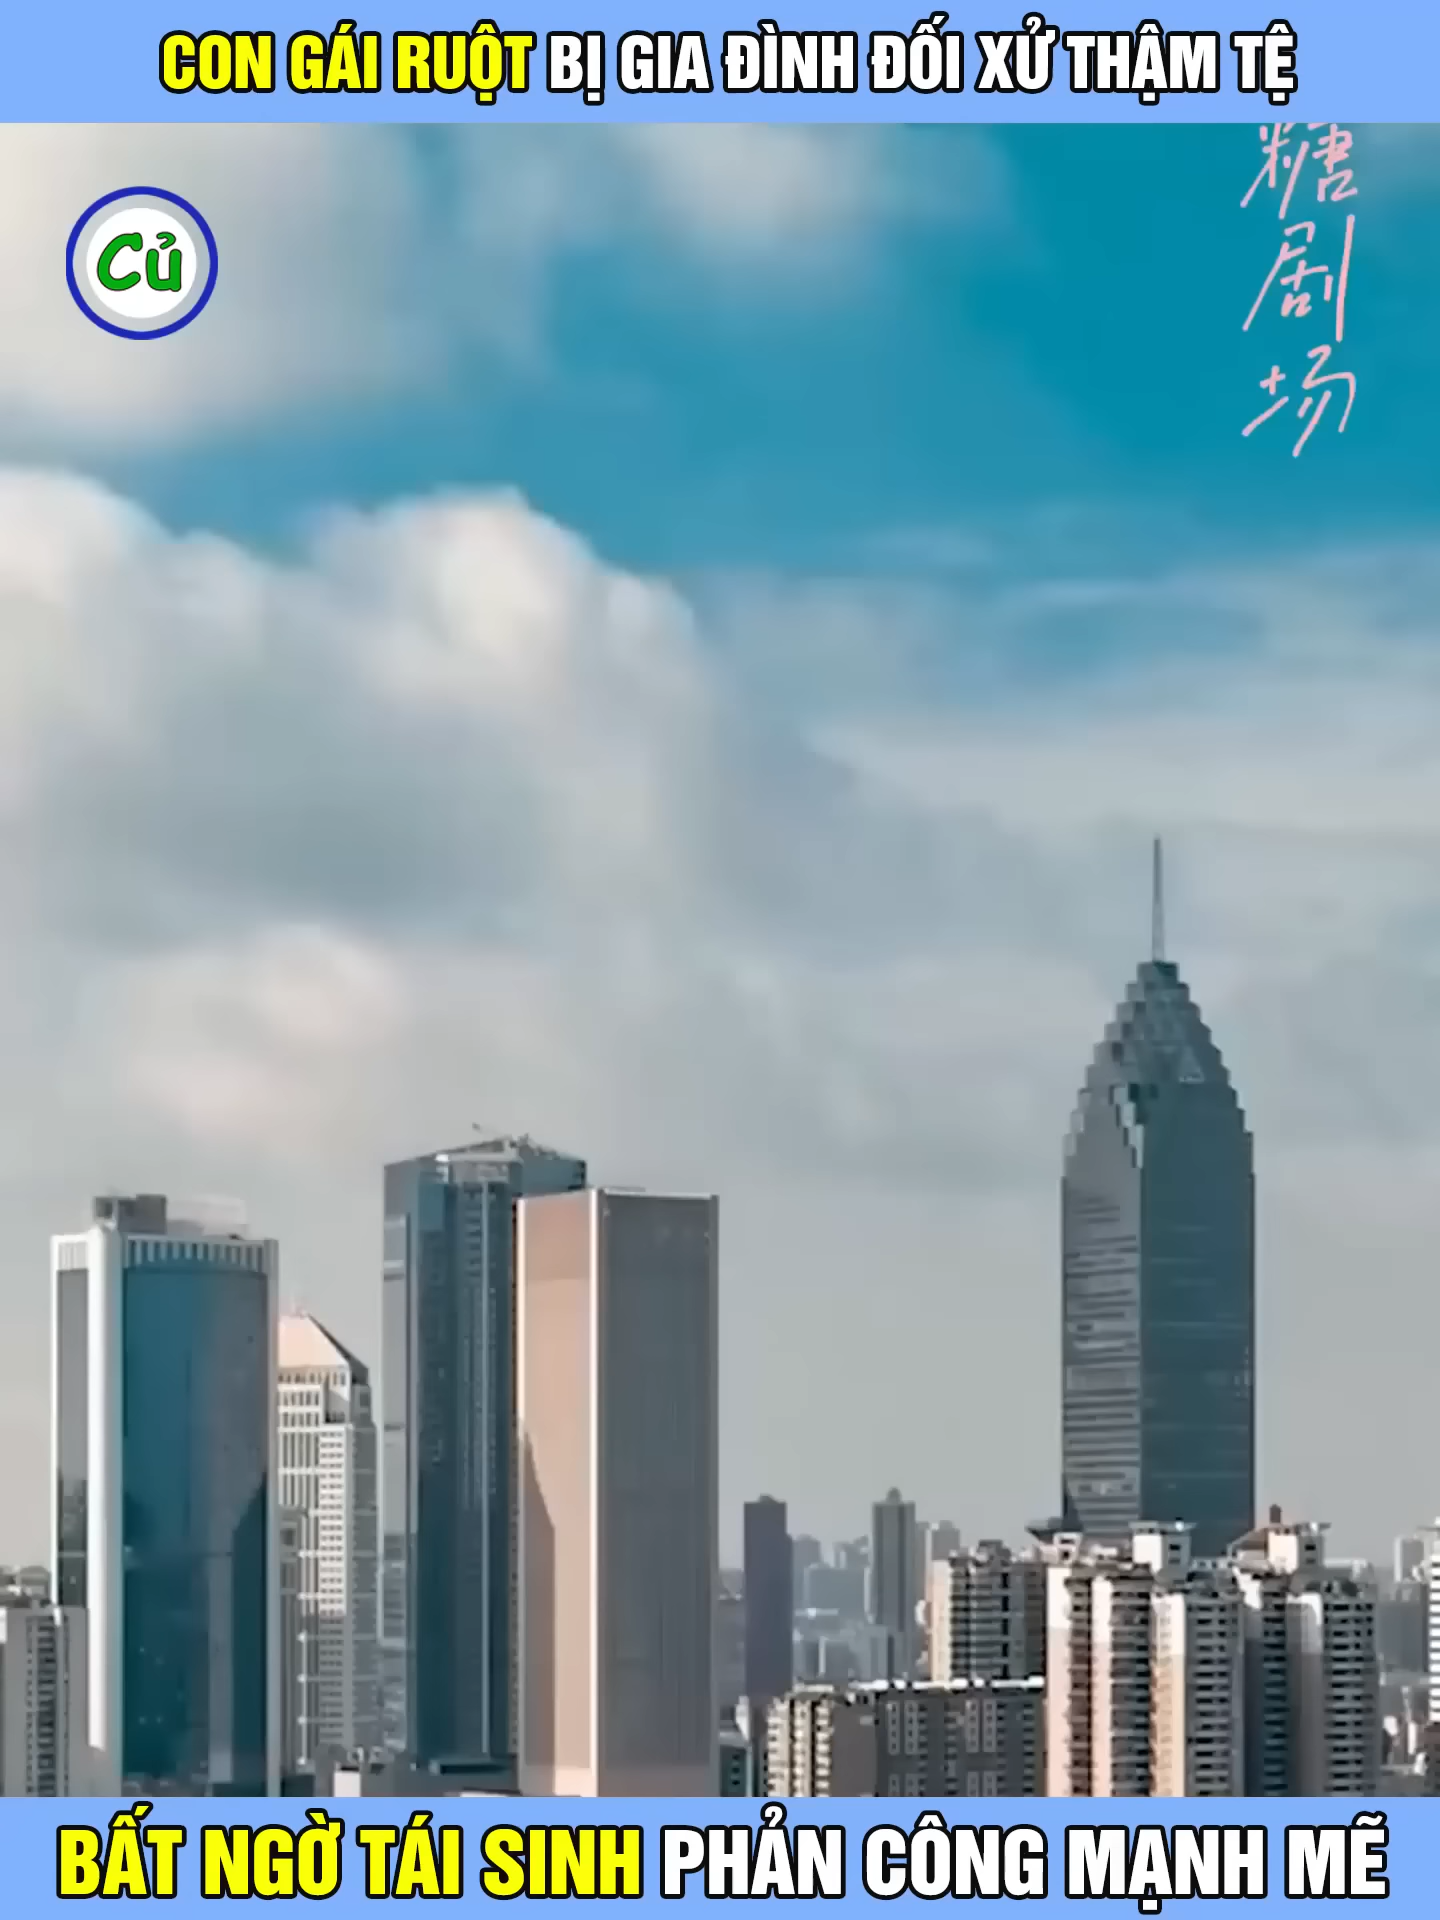 CON GÁI RUỘT BỊ GIA ĐÌNH ĐỐI XỬ THẬM TỆ
Củ
糖
剧
场
BẤT NGỜ TÁI SINH PHẢN CÔNG MẠNH MẼ